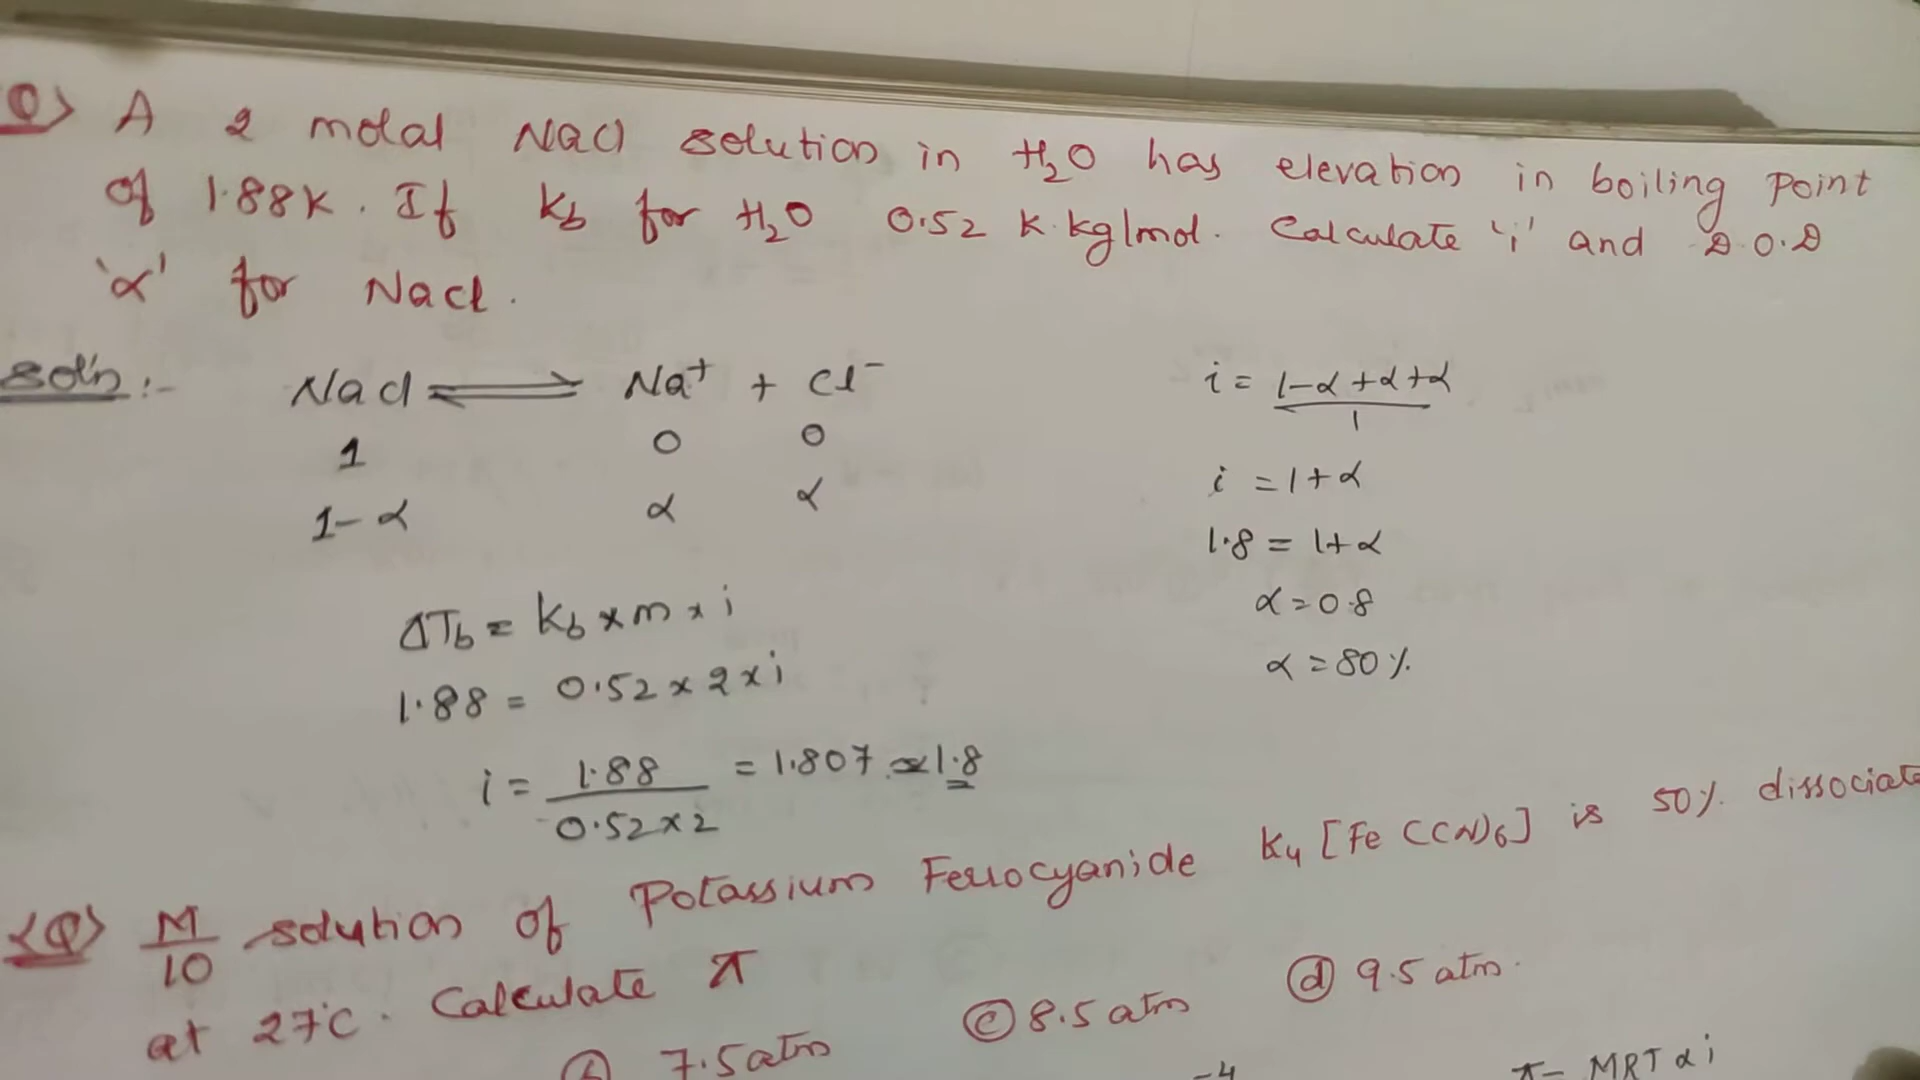 Q> A 2 molal NaCl solution in H₂O has elevation in boiling point
of 1.88K. If Kb for H₂O 0.52 K.kg/mol. Calculate 'i' and D.O.D
'α' for Nacl.
Sol'n :-
NaCl ⇌ Na⁺ + Cl⁻
1 0 0
1-α α α
ΔTb = Kb × m × i
1.88 = 0.52 × 2 × i
i = 1.88 / 0.52 × 2 = 1.807 ≈ 1.8
i = 1-α+α+α / 1
i = 1+α
1.8 = 1+α
α = 0.8
α = 80%.
<Q> M/10 solution of Potassium Ferrocyanide K₄[Fe(CN)₆] is 50% dissociate
at 27°C. Calculate π
7.5 atm (c) 8.5 atm (d) 9.5 atm.
-4 π = MRT α i